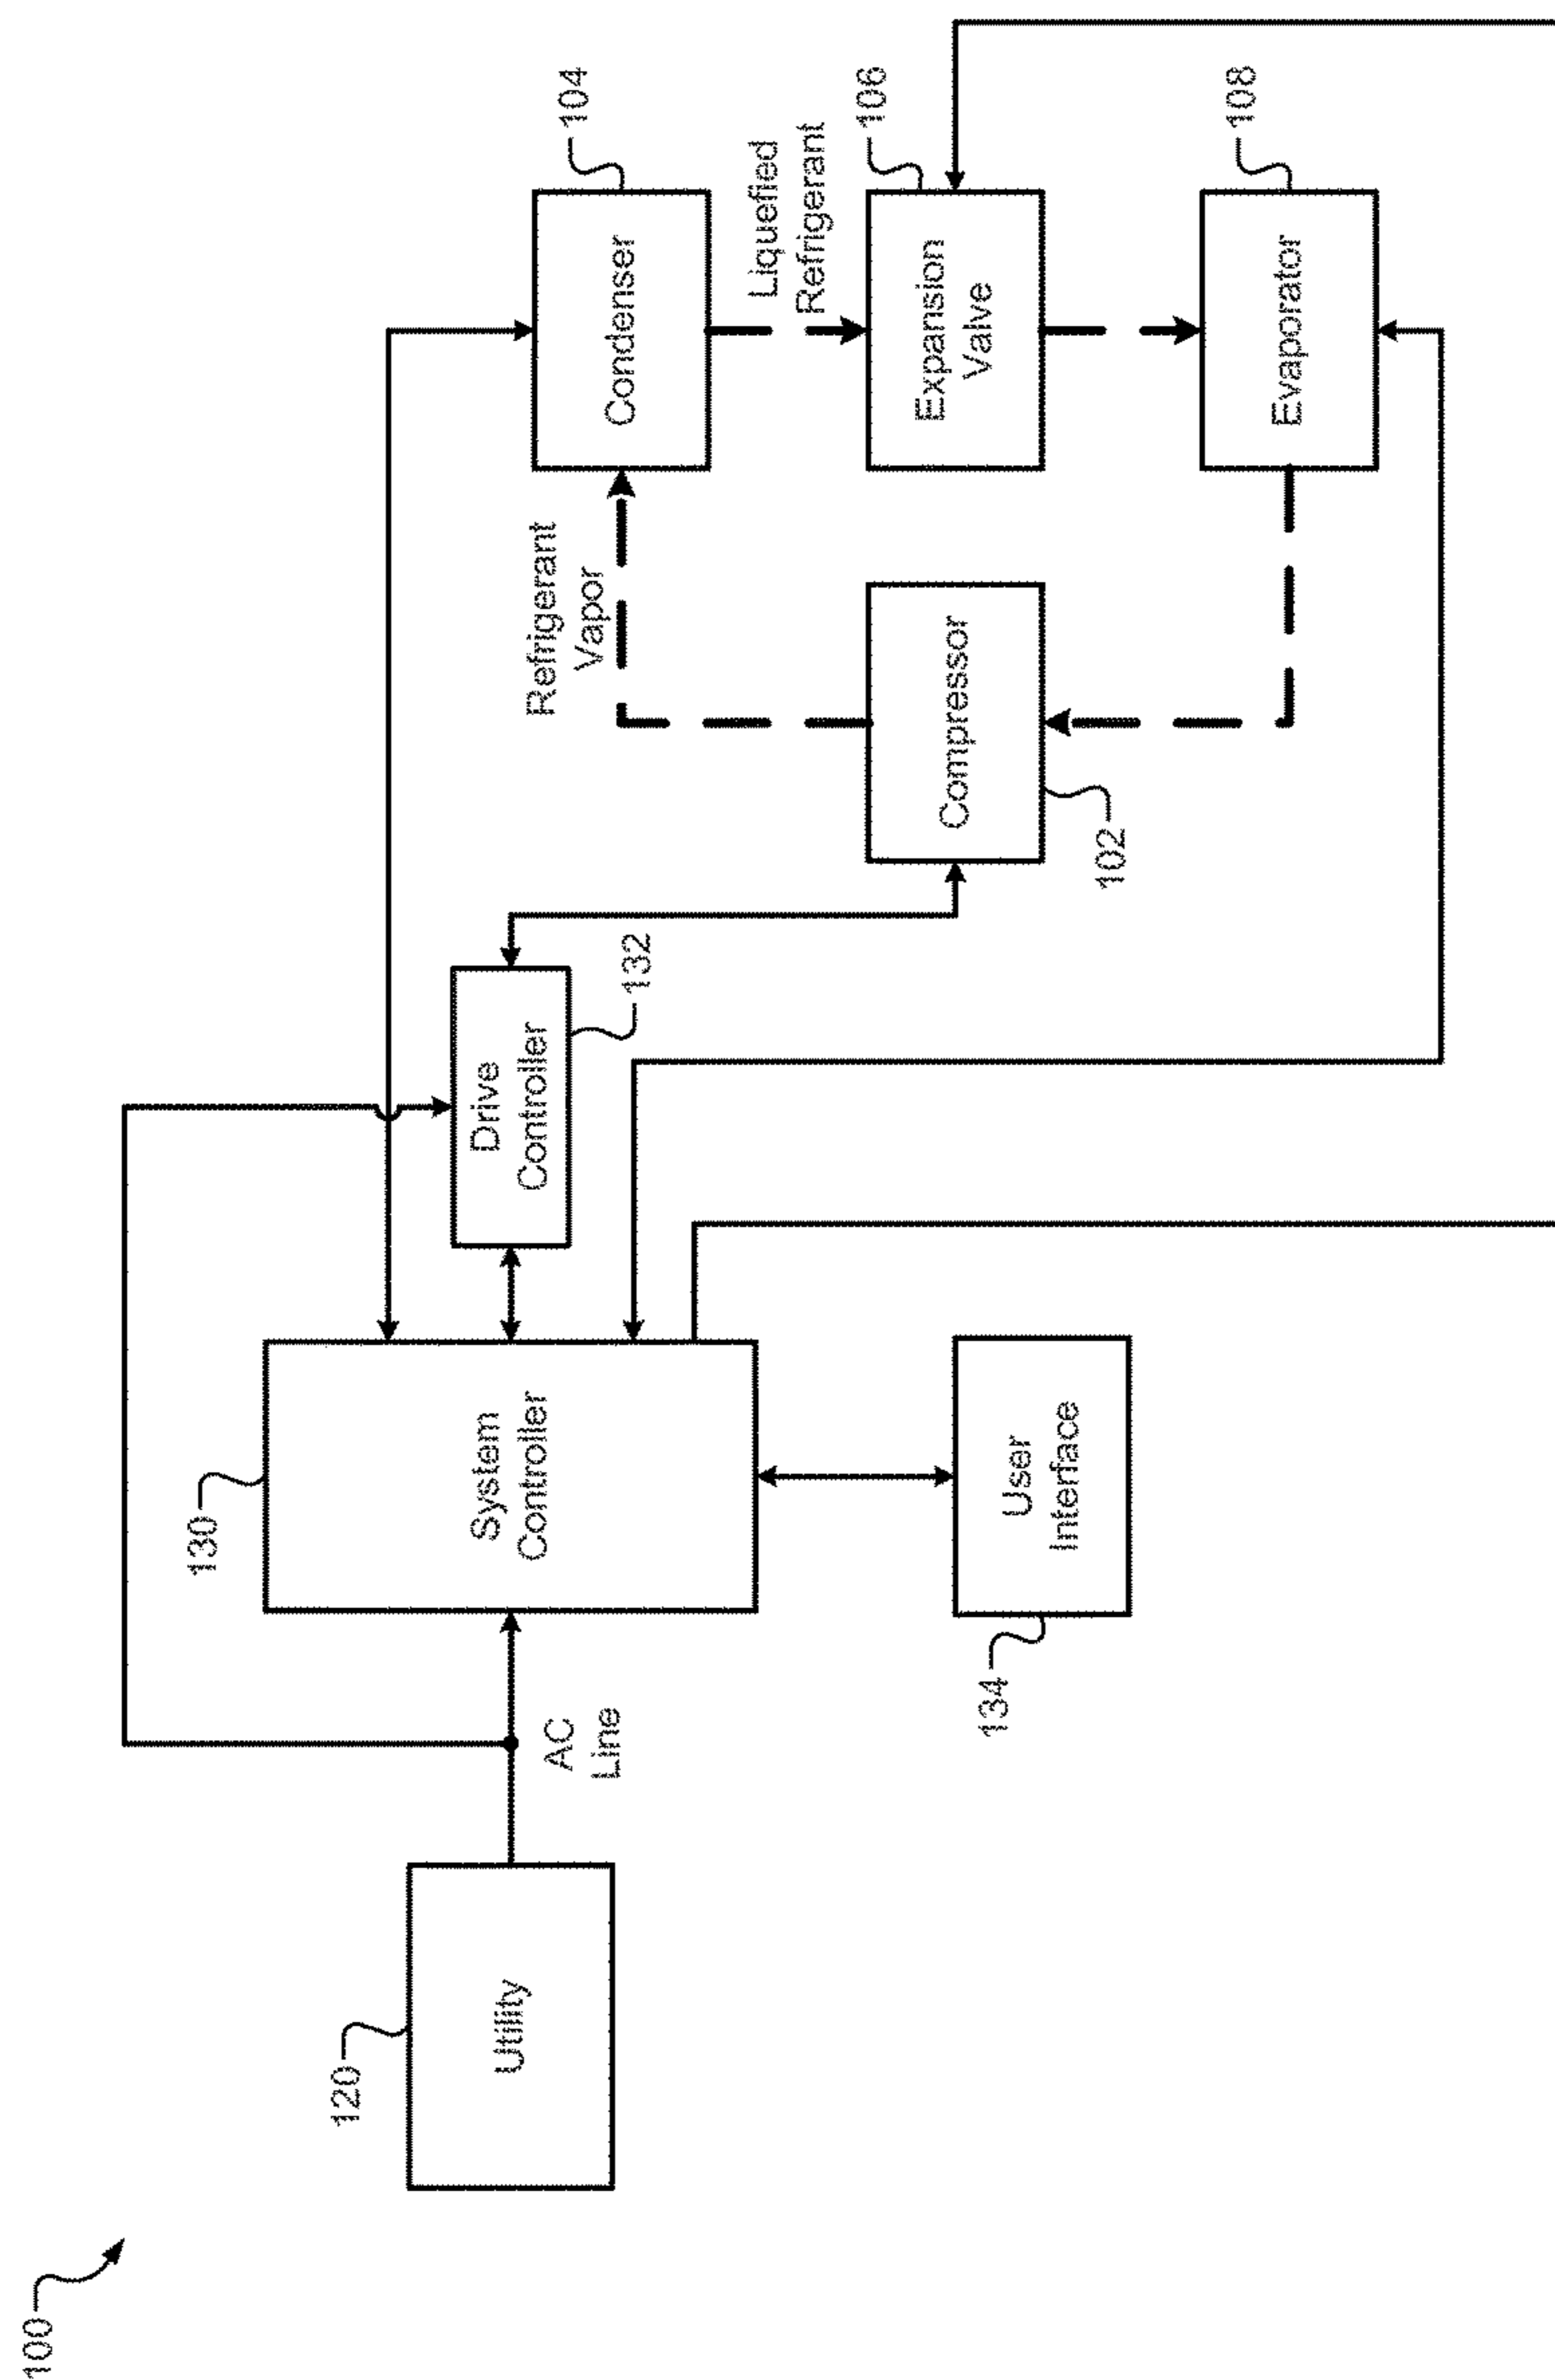 100
120
Utility
AC
Line
130
System
Controller
134
User
Interface
Drive
Controller
132
Compressor
102
Refrigerant
Vapor
Condenser
104
Liquefied
Refrigerant
Expansion
Valve
106
Evaporator
108